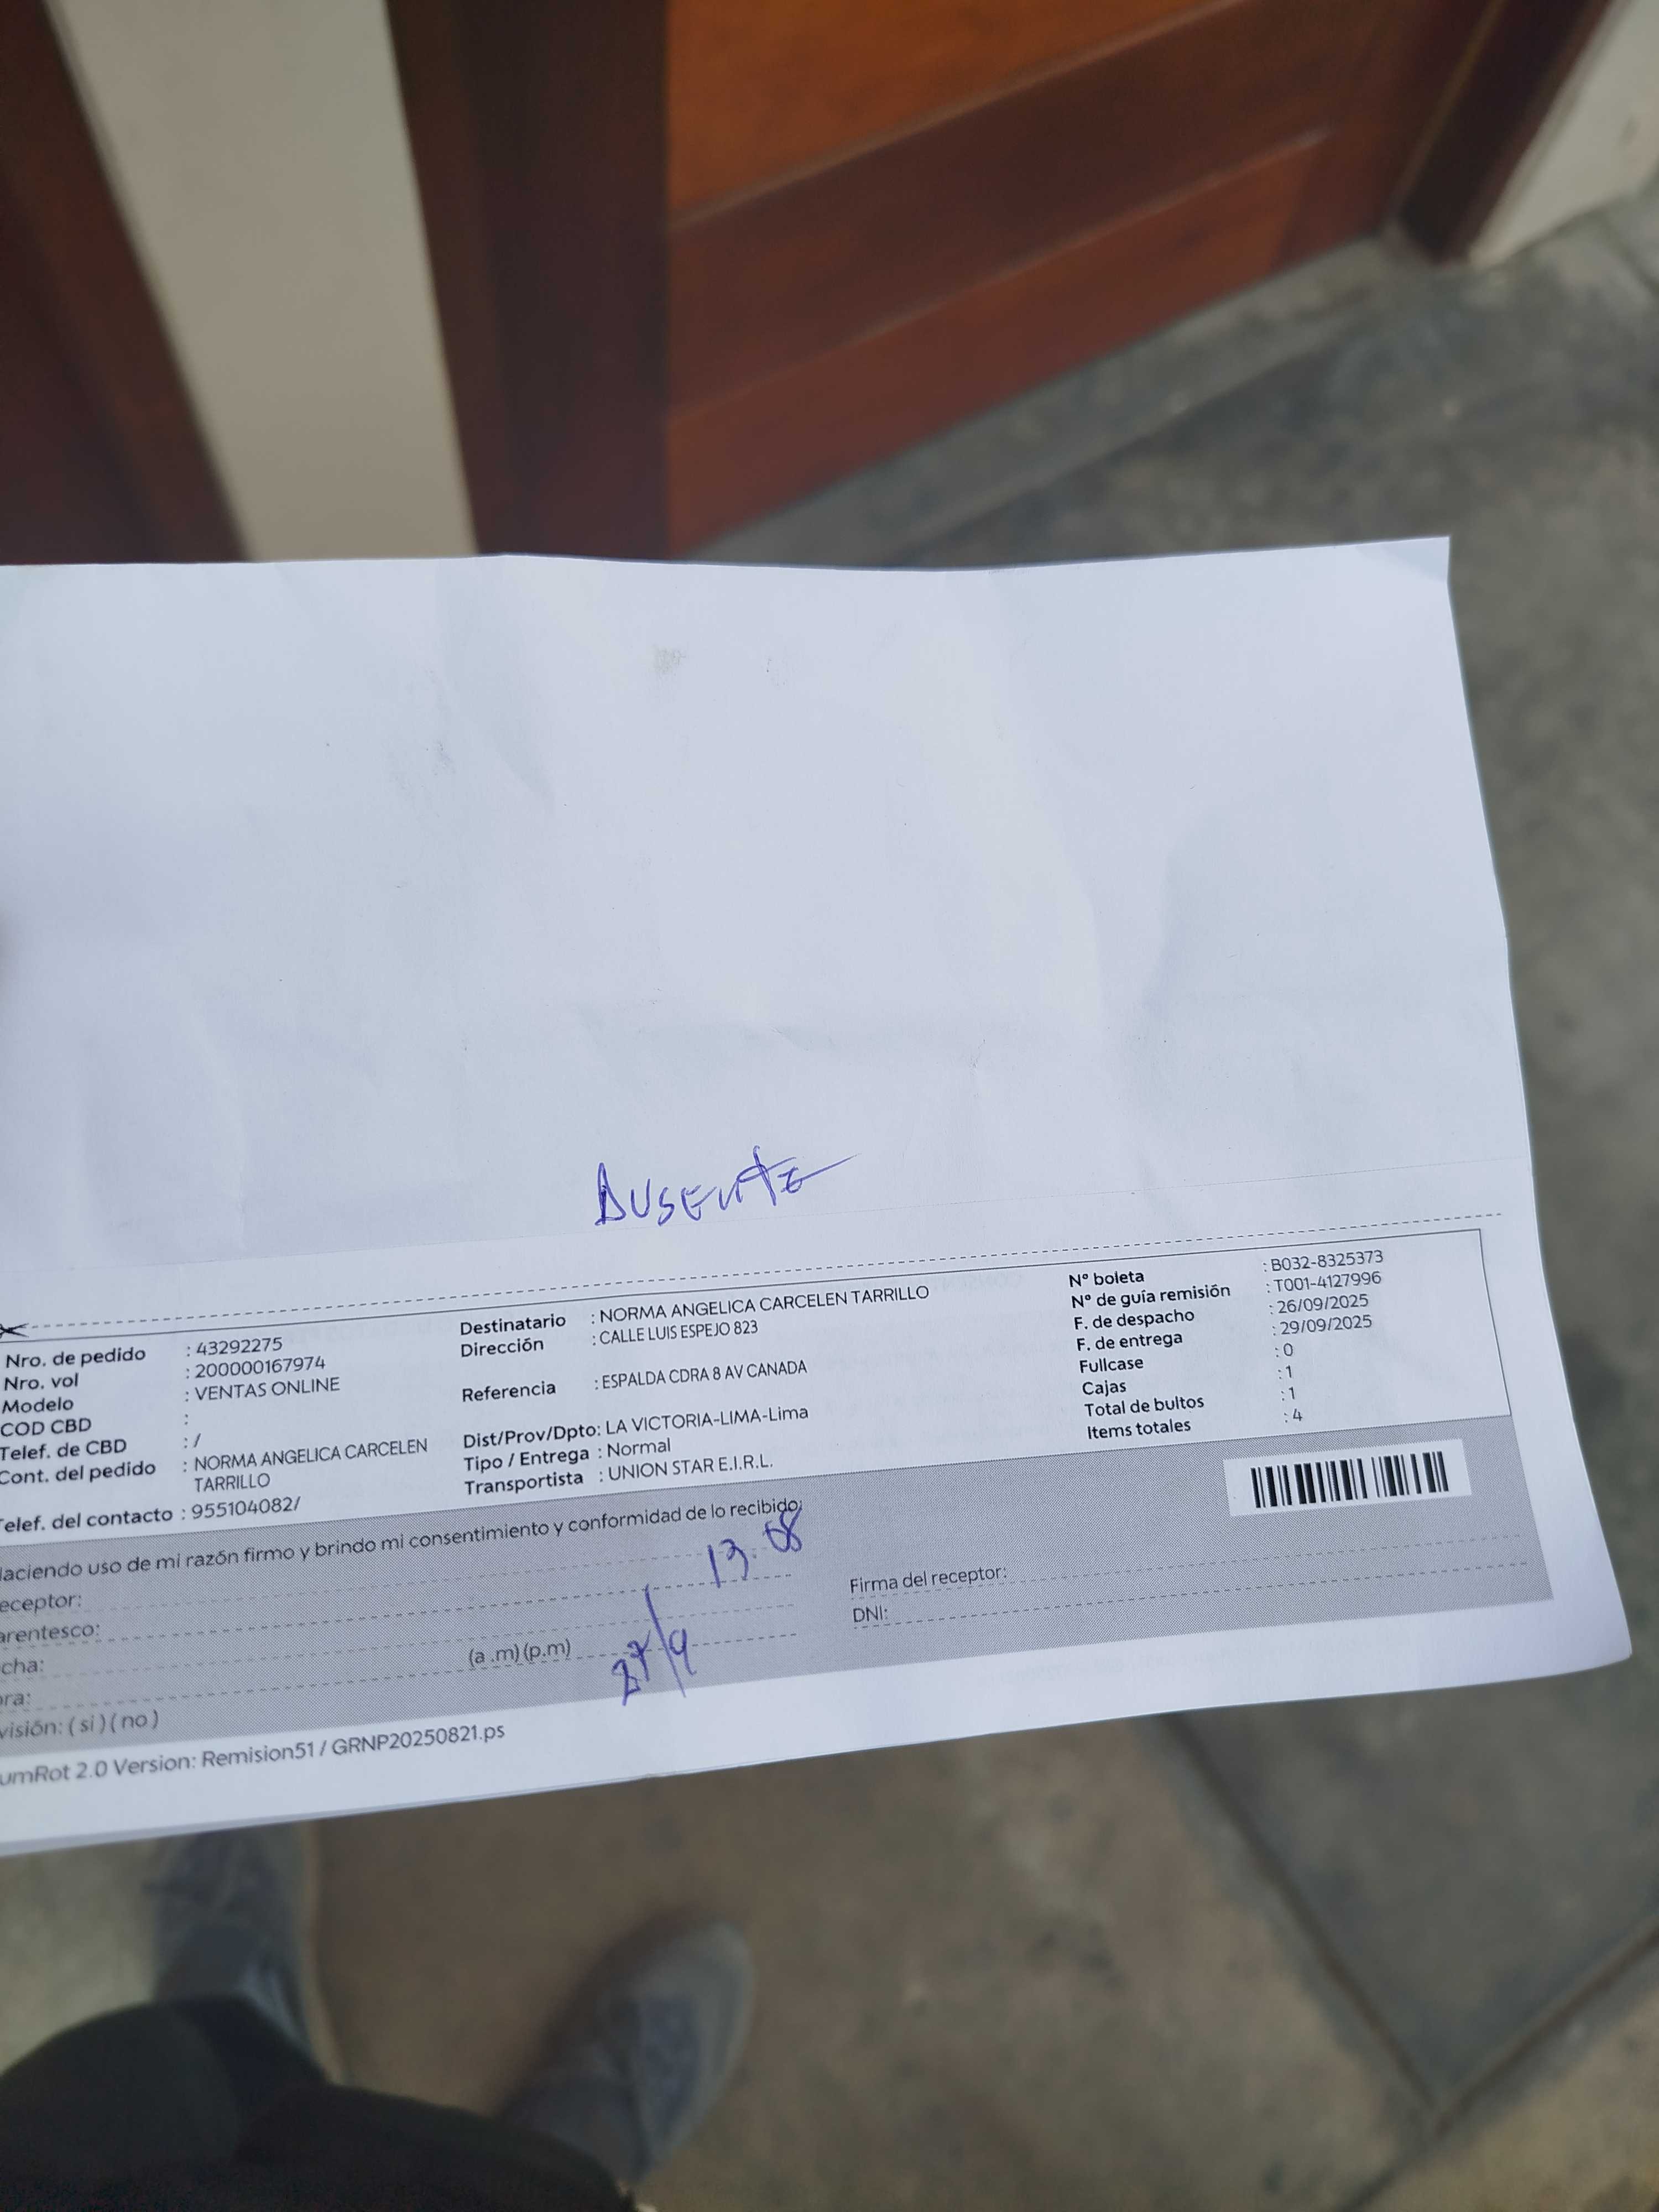 AUSENTE
Nro. de pedido : 43292275
Nro. vol : 200000167974
Modelo : VENTAS ONLINE
COD CBD :
Telef. de CBD : /
Cont. del pedido : NORMA ANGELICA CARCELEN
TARRILLO
Telef. del contacto : 955104082/
Destinatario : NORMA ANGELICA CARCELEN TARRILLO
Dirección : CALLE LUIS ESPEJO 823
Referencia : ESPALDA CDRA 8 AV CANADA
Dist/Prov/Dpto: LA VICTORIA-LIMA-Lima
Tipo / Entrega : Normal
Transportista : UNION STAR E.I.R.L.
Nº boleta : B032-8325373
Nº de guía remisión : T001-4127996
F. de despacho : 26/09/2025
F. de entrega : 29/09/2025
Fullcase : 0
Cajas : 1
Total de bultos : 1
Items totales : 4
Haciendo uso de mi razón firmo y brindo mi consentimiento y conformidad de lo recibido:
13:08
eceptor:
arentesco:
cha:
ora:
(a .m) (p.m)
27/9
visión: ( si ) ( no )
Firma del receptor:
DNI:
umRot 2.0 Version: Remision51 / GRNP20250821.ps